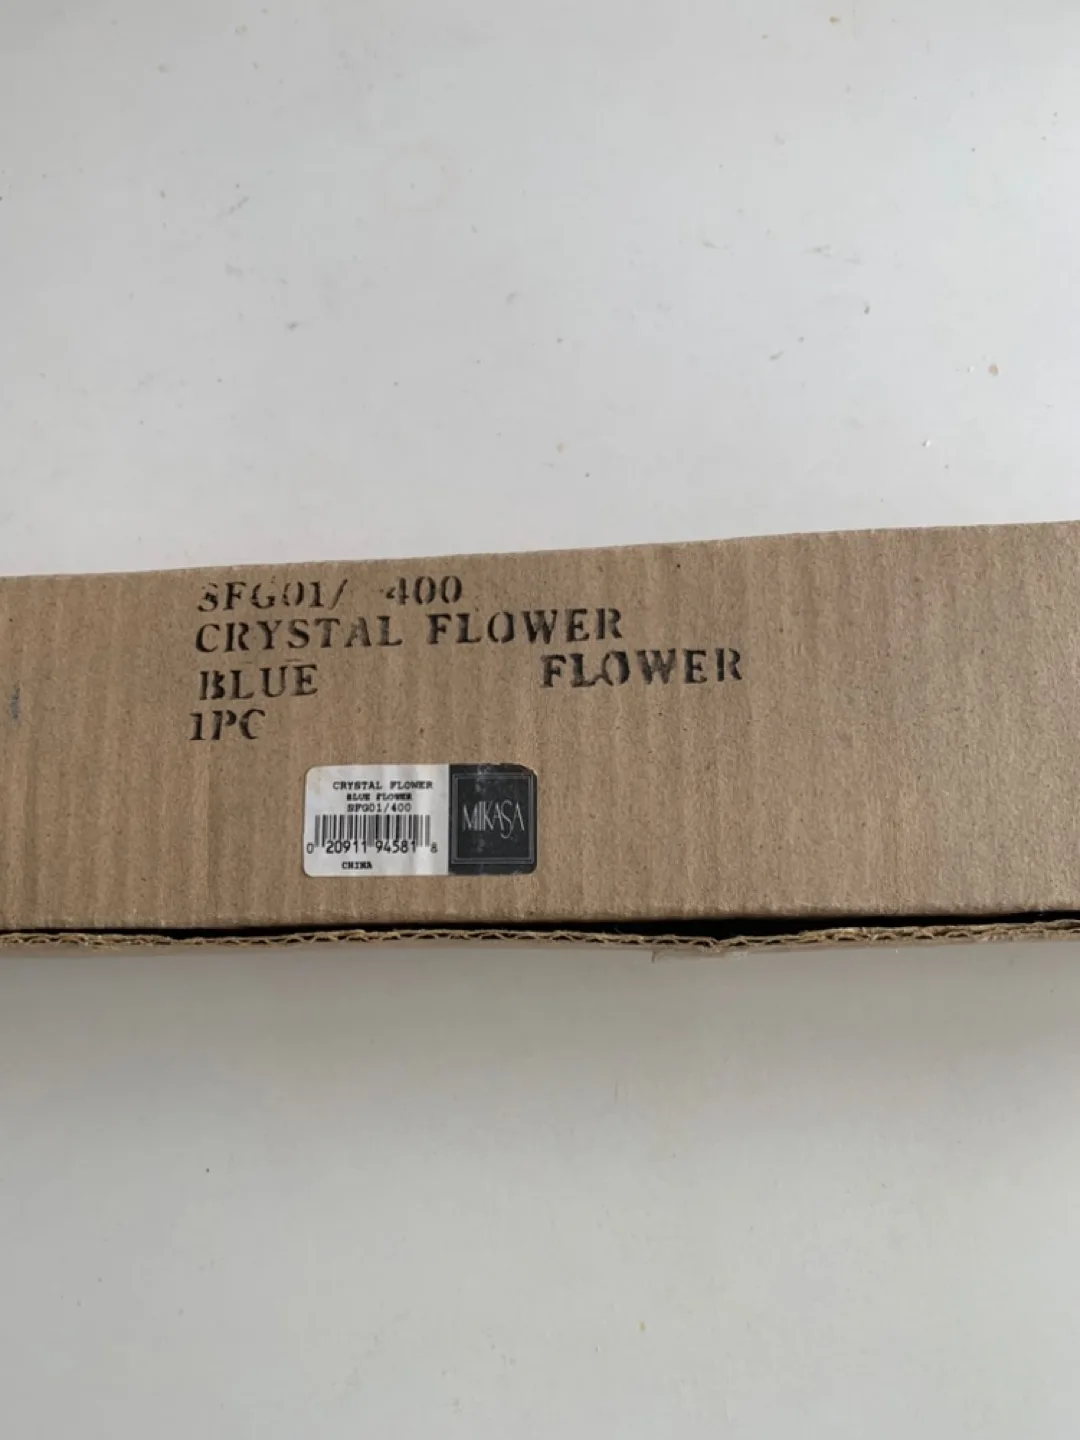 SFG01/ 400
CRYSTAL FLOWER
BLUE FLOWER
1PC
CRYSTAL FLOWER
BLUE FLOWER
SFG01/400
0 20911 94581 8
CHINA
MIKASA